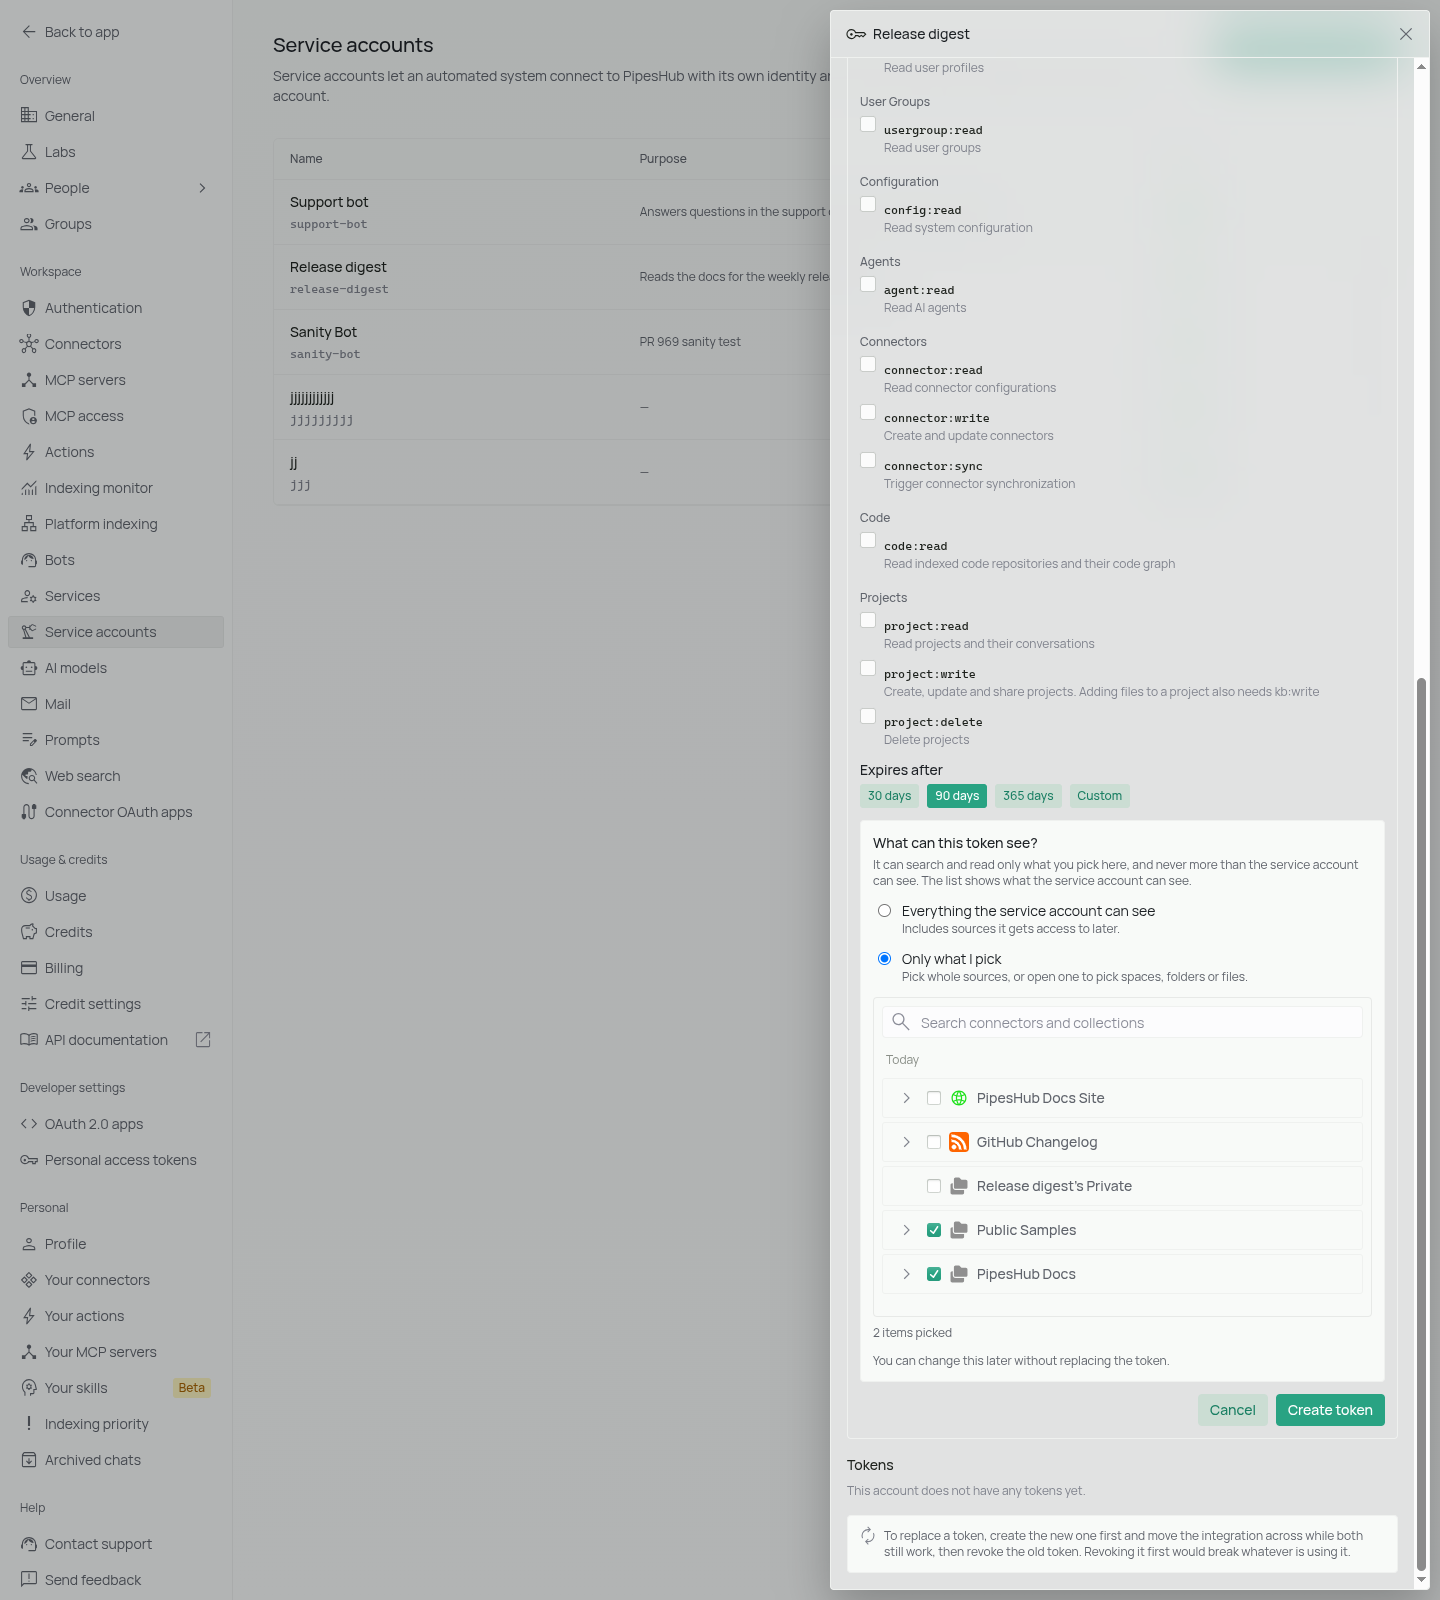 Back to app
Overview
General
Labs
People
Groups
Workspace
Authentication
Connectors
MCP servers
MCP access
Actions
Indexing monitor
Platform indexing
Bots
Services
Service accounts
AI models
Mail
Prompts
Web search
Connector OAuth apps
Usage & credits
Usage
Credits
Billing
Credit settings
API documentation
Developer settings
OAuth 2.0 apps
Personal access tokens
Personal
Profile
Your connectors
Your actions
Your MCP servers
Your skills Beta
Indexing priority
Archived chats
Help
Contact support
Send feedback
Service accounts
Service accounts let an automated system connect to PipesHub with its own identity
account.
Name Purpose
Support bot
support-bot
Answers questions in the support
Release digest
release-digest
Reads the docs for the weekly
Sanity Bot
sanity-bot
PR 969 sanity test
jjjjjjjjjjjj
jjjjjjjjj
—
jj
jjj
—
Release digest
Read user profiles
User Groups
usergroup:read
Read user groups
Configuration
config:read
Read system configuration
Agents
agent:read
Read AI agents
Connectors
connector:read
Read connector configurations
connector:write
Create and update connectors
connector:sync
Trigger connector synchronization
Code
code:read
Read indexed code repositories and their code graph
Projects
project:read
Read projects and their conversations
project:write
Create, update and share projects. Adding files to a project also needs kb:write
project:delete
Delete projects
Expires after
30 days 90 days 365 days Custom
What can this token see?
It can search and read only what you pick here, and never more than the service account
can see. The list shows what the service account can see.
Everything the service account can see
Includes sources it gets access to later.
Only what I pick
Pick whole sources, or open one to pick spaces, folders or files.
Search connectors and collections
Today
PipesHub Docs Site
GitHub Changelog
Release digest's Private
Public Samples
PipesHub Docs
2 items picked
You can change this later without replacing the token.
Cancel Create token
Tokens
This account does not have any tokens yet.
To replace a token, create the new one first and move the integration across while both
still work, then revoke the old token. Revoking it first would break whatever is using it.